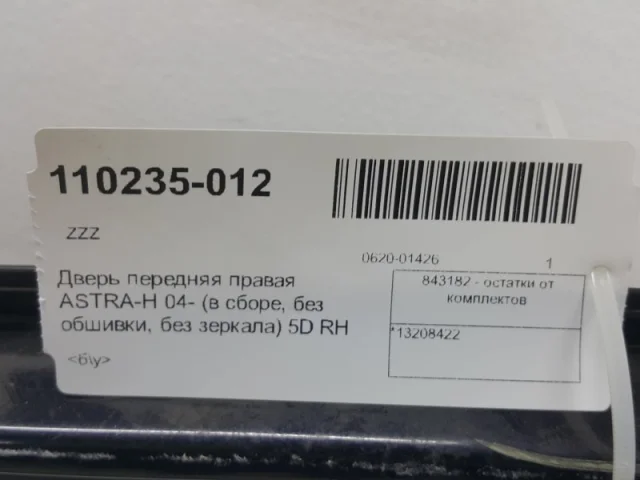 110235-012
ZZZ
0620-01426 1
Дверь передняя правая
ASTRA-H 04- (в сборе, без
обшивки, без зеркала) 5D RH
<б\у>
843182 - остатки от
комплектов
*13208422